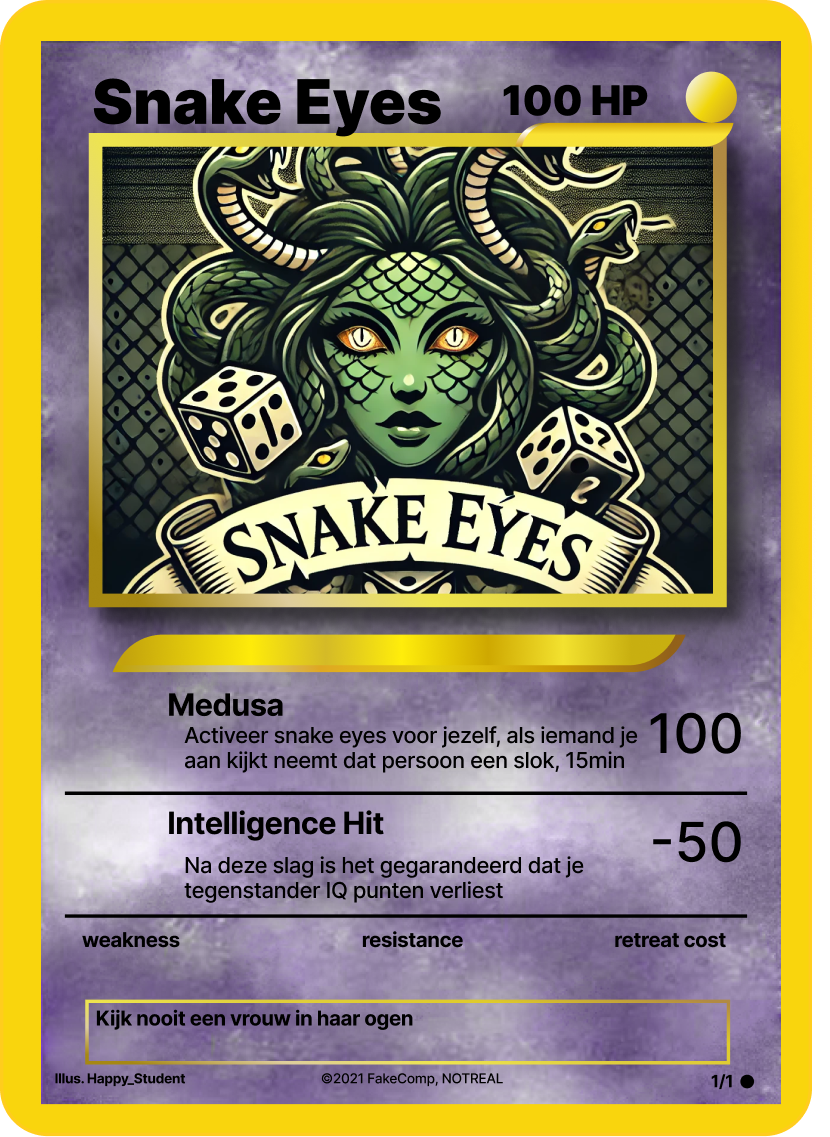 Snake Eyes
100 HP
SNAKE EYES
Medusa
Activeer snake eyes voor jezelf, als iemand je
aan kijkt neemt dat persoon een slok, 15min
100
Intelligence Hit
-50
Na deze slag is het gegarandeerd dat je
tegenstander IQ punten verliest
weakness resistance retreat cost
Kijk nooit een vrouw in haar ogen
Illus. Happy_Student ©2021 FakeComp, NOTREAL 1/1